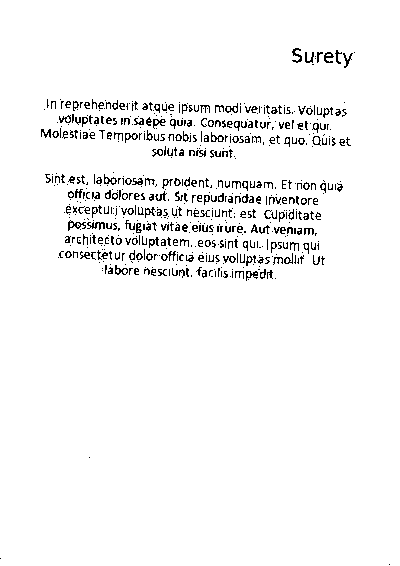 Surety
In reprehenderit atque ipsum modi veritatis. Voluptas
voluptates in saepe quia. Consequatur, vel et qui.
Molestiae Temporibus nobis laboriosam, et quo. Quis et
soluta nisi sunt.
Sint est, laboriosam, proident, numquam. Et non quia
officia dolores aut. Sit repudiandae inventore
excepturi voluptas ut nesciunt. est Cupiditate
possimus, fugiat vitae eius irure. Aut veniam,
architecto voluptatem. eos sint qui. Ipsum qui
consectetur dolor officia eius voluptas mollit Ut
labore nesciunt, facilis impedit.